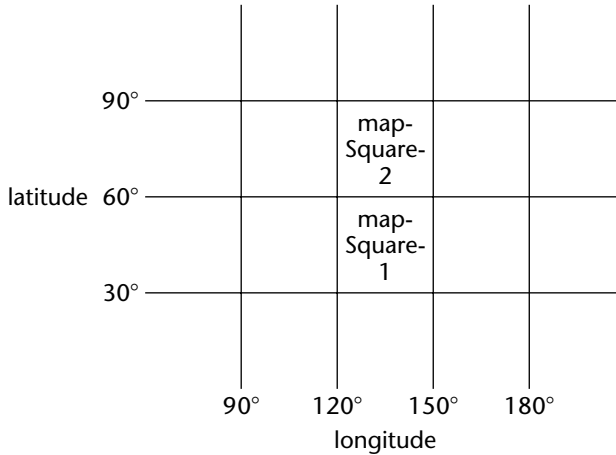 90°
map-
Square-
2
latitude 60°
map-
Square-
1
30°
90° 120° 150° 180°
longitude